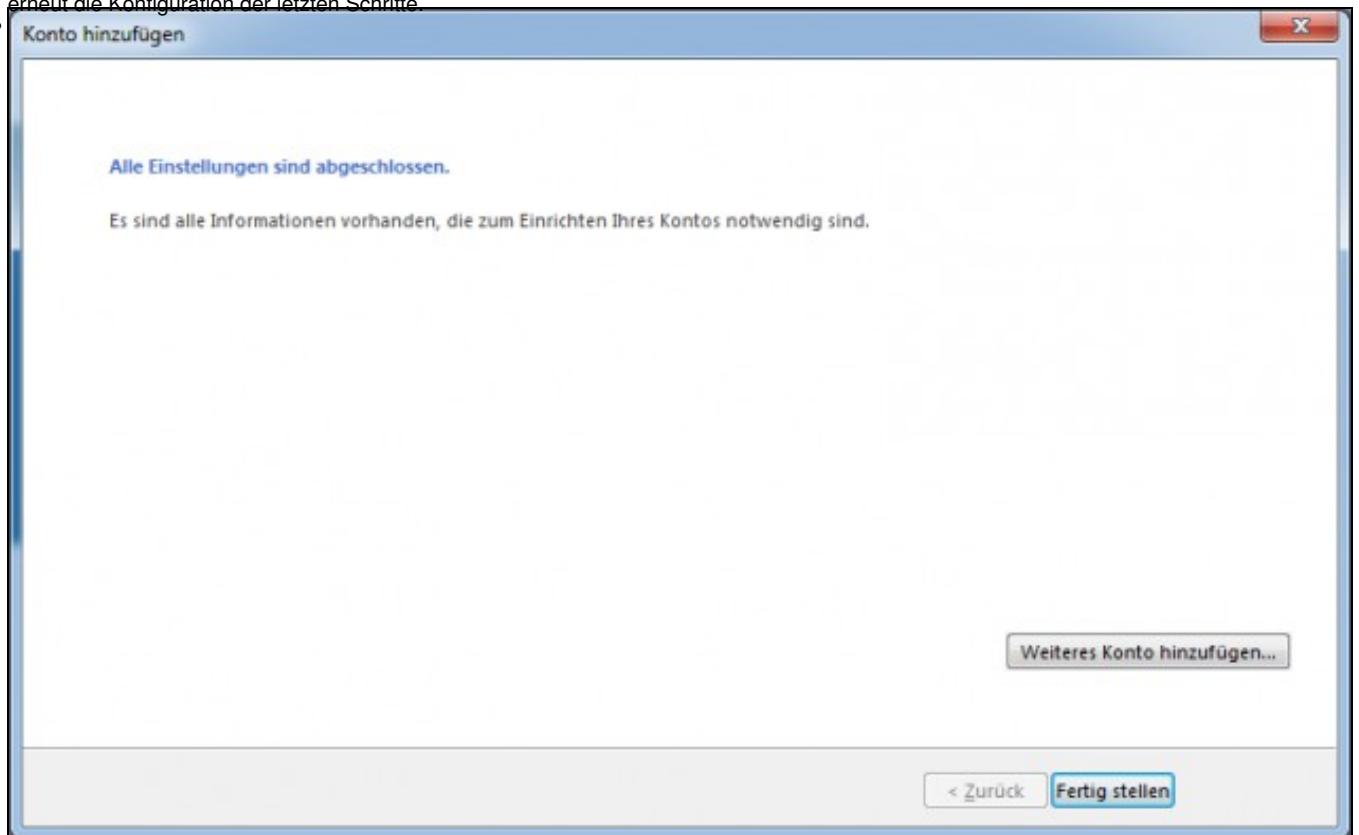 erneut die Konfiguration der letzten Schritte.
Konto hinzufügen
Alle Einstellungen sind abgeschlossen.
Es sind alle Informationen vorhanden, die zum Einrichten Ihres Kontos notwendig sind.
Weiteres Konto hinzufügen...
< Zurück Fertig stellen